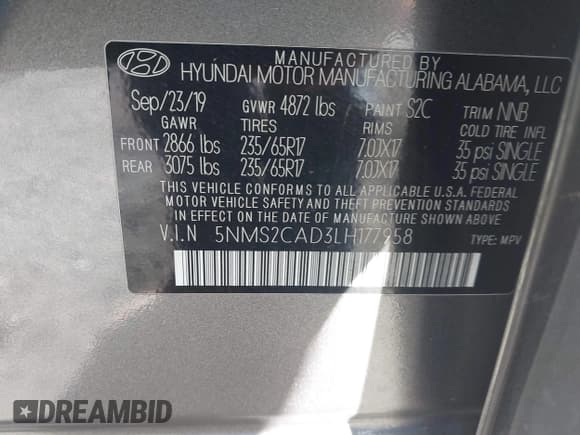 MANUFACTURED BY
HYUNDAI MOTOR MANUFACTURING ALABAMA, LLC
Sep/23/19 GVWR 4872 lbs PAINT S2C TRIM NNB
GAWR TIRES RIMS COLD TIRE INFL
FRONT 2866 lbs 235/65R17 7.0JX17 35 psi SINGLE
REAR 3075 lbs 235/65R17 7.0JX17 35 psi SINGLE
THIS VEHICLE CONFORMS TO ALL APPLICABLE U.S.A. FEDERAL
MOTOR VEHICLE SAFETY AND THEFT PREVENTION STANDARDS
IN EFFECT ON THE DATE OF MANUFACTURE SHOWN ABOVE.
V.I.N 5NMS2CAD3LH177958 TYPE: MPV
DREAMBID